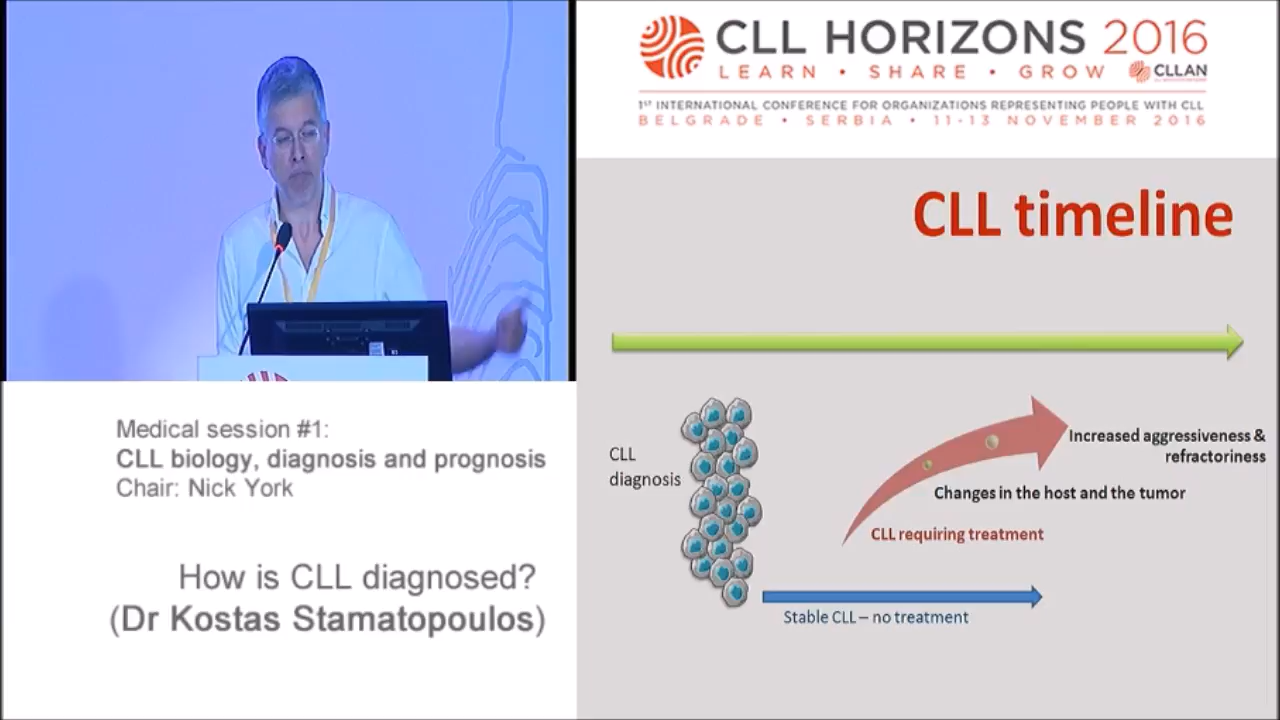 CLL HORIZONS 2016
LEARN • SHARE • GROW
CLLAN
1ST INTERNATIONAL CONFERENCE FOR ORGANIZATIONS REPRESENTING PEOPLE WITH CLL
BELGRADE • SERBIA • 11-13 NOVEMBER 2016
CLL timeline
CLL
diagnosis
Increased aggressiveness &
refractoriness
Changes in the host and the tumor
CLL requiring treatment
Stable CLL – no treatment
Medical session #1:
CLL biology, diagnosis and prognosis
Chair: Nick York
How is CLL diagnosed?
(Dr Kostas Stamatopoulos)